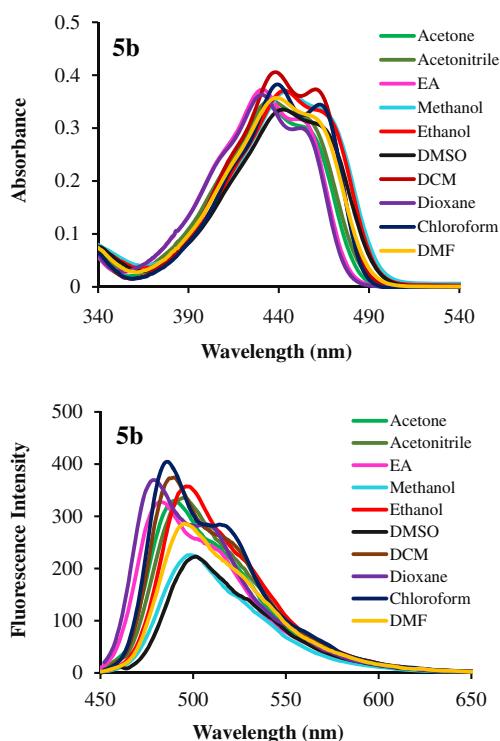 5b
Absorbance
0.5
0.4
0.3
0.2
0.1
0
340
390
440
490
540
Wavelength (nm)
Acetone
Acetonitrile
EA
Methanol
Ethanol
DMSO
DCM
Dioxane
Chloroform
DMF
5b
Fluorescence Intensity
500
400
300
200
100
0
450
500
550
600
650
Wavelength (nm)
Acetone
Acetonitrile
EA
Methanol
Ethanol
DMSO
DCM
Dioxane
Chloroform
DMF